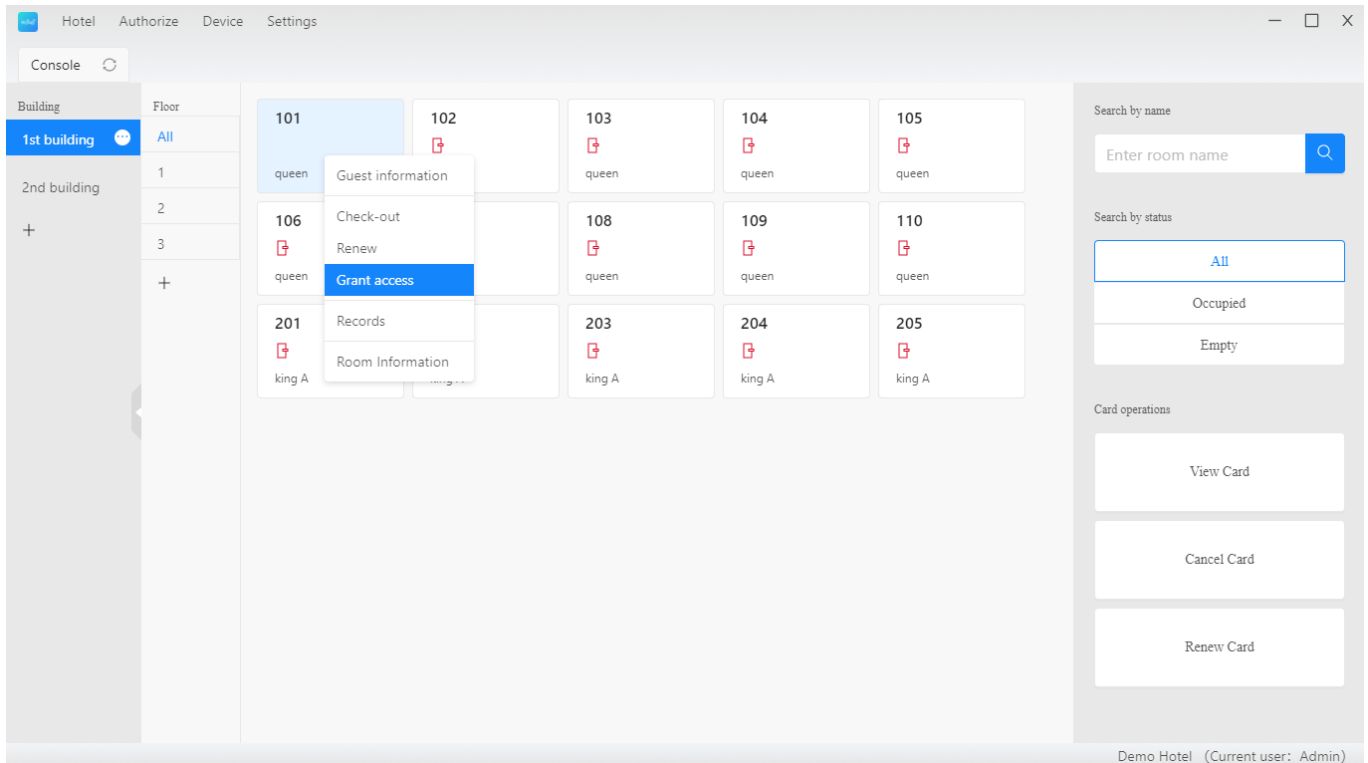 Hotel Authorize Device Settings
Console
Building
1st building
2nd building
+
Floor
All
1
2
3
+
101
queen
102
103
queen
104
queen
105
queen
106
queen
108
queen
109
queen
110
queen
201
king A
203
king A
204
king A
205
king A
Guest information
Check-out
Renew
Grant access
Records
Room Information
Search by name
Enter room name
Search by status
All
Occupied
Empty
Card operations
View Card
Cancel Card
Renew Card
Demo Hotel (Current user: Admin)